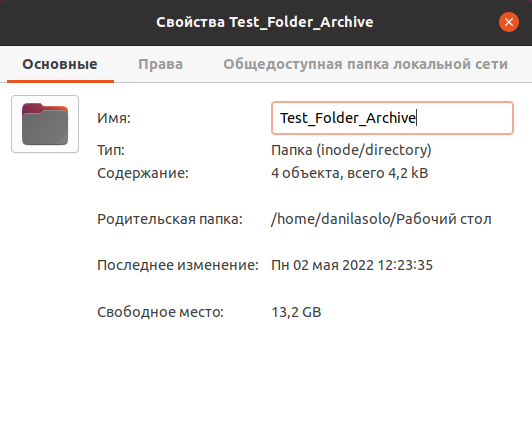 Свойства Test_Folder_Archive
Основные Права Общедоступная папка локальной сети
Имя: Test_Folder_Archive
Тип: Папка (inode/directory)
Содержание: 4 объекта, всего 4,2 kB
Родительская папка: /home/danilasolo/Рабочий стол
Последнее изменение: Пн 02 мая 2022 12:23:35
Свободное место: 13,2 GB